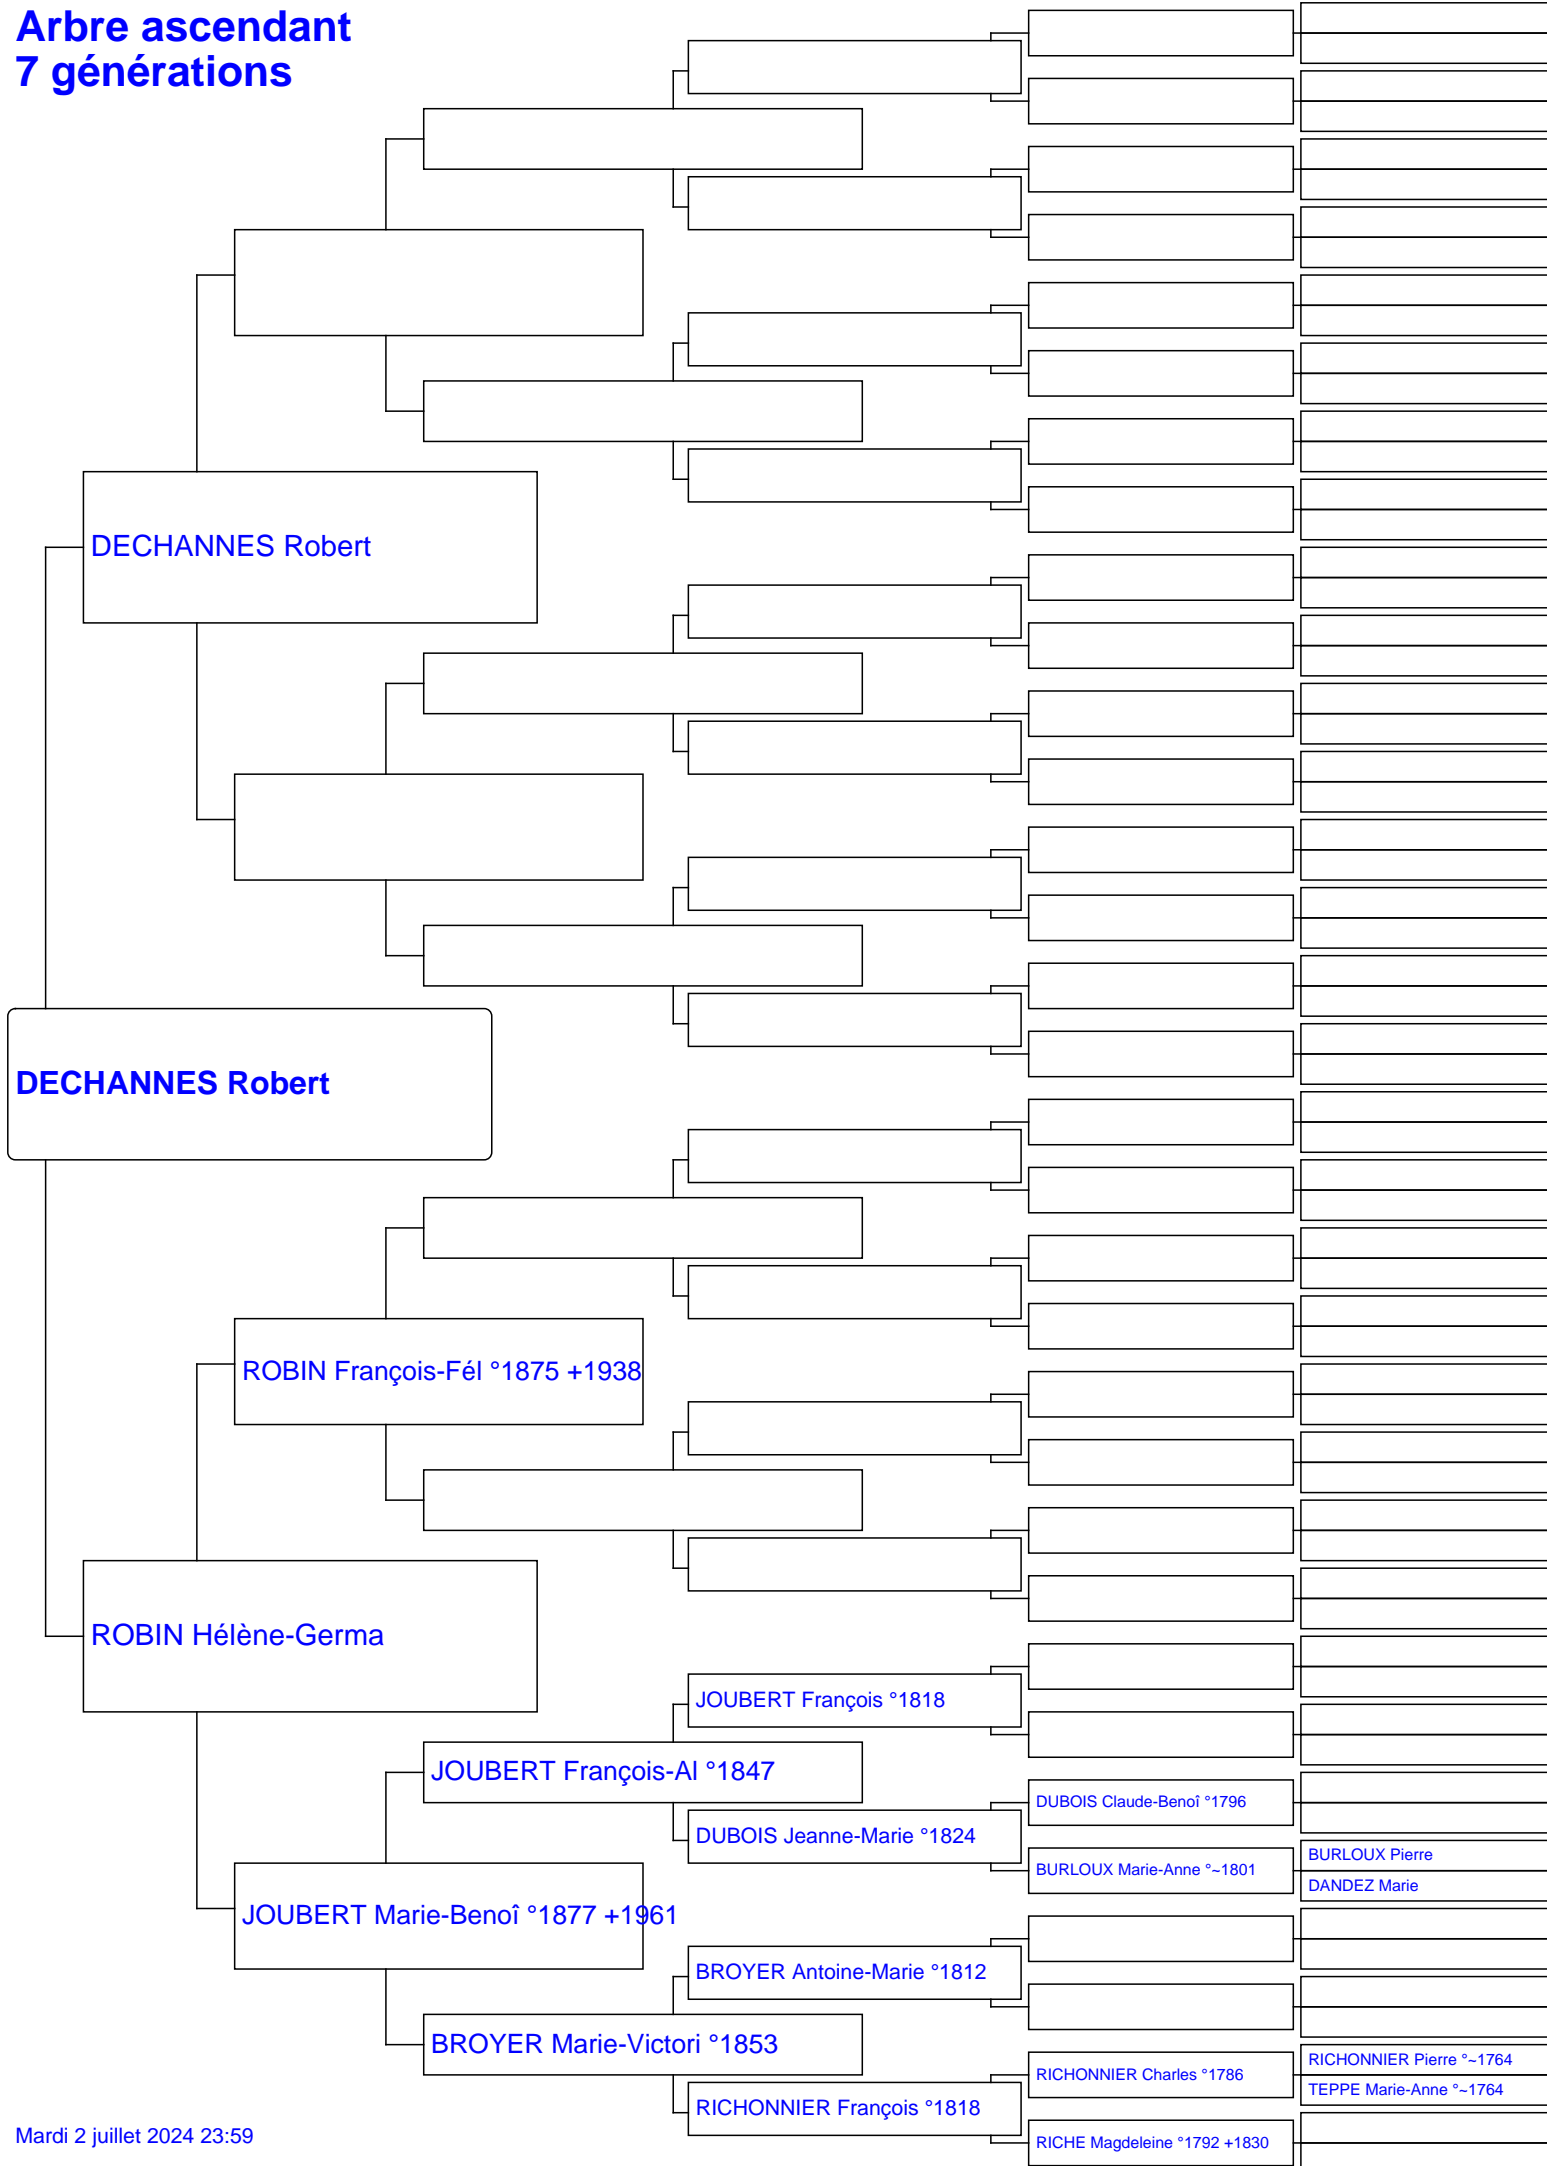 Arbre ascendant
7 générations
DECHANNES Robert
DECHANNES Robert
ROBIN François-Fél °1875 +1938
ROBIN Hélène-Germa
JOUBERT François °1818
JOUBERT François-Al °1847
DUBOIS Claude-Benoî °1796
DUBOIS Jeanne-Marie °1824
BURLOUX Pierre
BURLOUX Marie-Anne °~1801
DANDEZ Marie
JOUBERT Marie-Benoî °1877 +1961
BROYER Antoine-Marie °1812
BROYER Marie-Victori °1853
RICHONNIER Pierre °~1764
RICHONNIER Charles °1786
TEPPE Marie-Anne °~1764
RICHONNIER François °1818
RICHE Magdeleine °1792 +1830
Mardi 2 juillet 2024 23:59